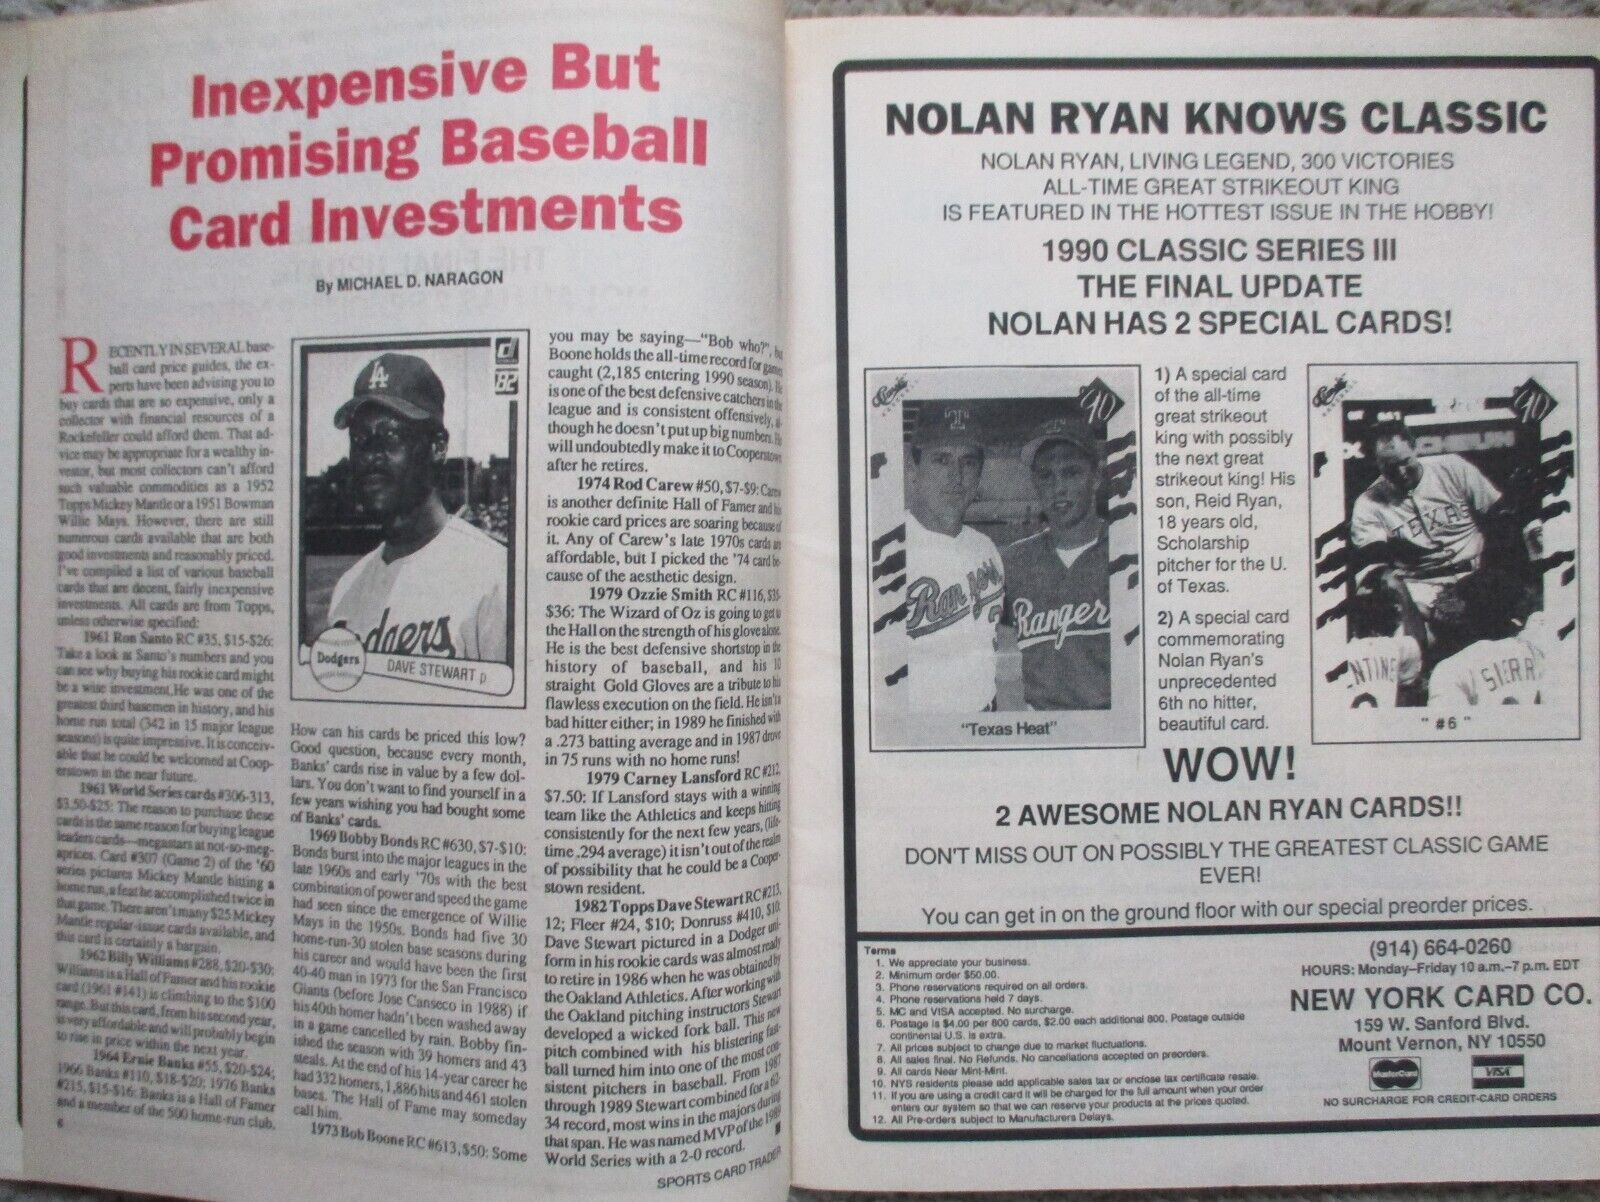 Inexpensive But
Promising Baseball
Card Investments
By MICHAEL D. NARAGON
RECENTLY IN SEVERAL base-
ball card price guides, the ex-
perts have been advising you to
buy cards that are so expensive, only a
collector with financial resources of a
Rockefeller could afford them. That ad-
vice may be appropriate for a wealthy in-
vestor, but most collectors can't afford
such valuable commodities as a 1952
Topps Mickey Mantle or a 1951 Bowman
Willie Mays. However, there are still
numerous cards available that are both
good investments and reasonably priced.
I've compiled a list of various baseball
cards that are decent, fairly inexpensive
investments. All cards are from Topps,
unless otherwise specified:
1961 Ron Santo RC #35, $15-$26:
Take a look at Santo's numbers and you
can see why buying his rookie card might
be a wise investment. He was one of the
greatest third basemen in history, and his
home run total (342 in 15 major league
seasons) is quite impressive. It is conceiv-
able that he could be welcomed at Coop-
erstown in the near future.
1961 World Series cards #306-313,
$3.50-$25: The reason to purchase these
cards is the same reason for buying league
leaders cards—megastars at not-so-meg-
aprices. Card #307 (Game 2) of the '60
series pictures Mickey Mantle hitting a
home run, a feat he accomplished twice in
that game. There aren't many $25 Mickey
Mantle regular-issue cards available, and
this card is certainly a bargain.
1962 Billy Williams #288, $20-$30:
Williams is a Hall of Famer and his rookie
card (1961 #141) is climbing to the $100
range. But this card, from his second year,
is very affordable and will probably begin
to rise in price within the next year.
1964 Ernie Banks #55, $20-$24;
1966 Banks #110, $18-$20; 1976 Banks
#215, $15-$16: Banks is a Hall of Famer
and a member of the 500 home-run club.
6
d
82
LA
Dodgers
Dodgers
DAVE STEWART p
How can his cards be priced this low?
Good question, because every month,
Banks' cards rise in value by a few dol-
lars. You don't want to find yourself in a
few years wishing you had bought some
of Banks' cards.
1969 Bobby Bonds RC #630, $7-$10:
Bonds burst into the major leagues in the
late 1960s and early '70s with the best
combination of power and speed the game
had seen since the emergence of Willie
Mays in the 1950s. Bonds had five 30
home-run-30 stolen base seasons during
his career and would have been the first
40-40 man in 1973 for the San Francisco
Giants (before Jose Canseco in 1988) if
his 40th homer hadn't been washed away
in a game cancelled by rain. Bobby fin-
ished the season with 39 homers and 43
steals. At the end of his 14-year career he
had 332 homers, 1,886 hits and 461 stolen
bases. The Hall of Fame may someday
call him.
1973 Bob Boone RC #613, $50: Some
you may be saying—"Bob who?", but
Boone holds the all-time record for games
caught (2,185 entering 1990 season). He
is one of the best defensive catchers in the
league and is consistent offensively, al-
though he doesn't put up big numbers. He
will undoubtedly make it to Cooperstown
after he retires.
1974 Rod Carew #50, $7-$9: Carew
is another definite Hall of Famer and his
rookie card prices are soaring because of
it. Any of Carew's late 1970s cards are
affordable, but I picked the '74 card be-
cause of the aesthetic design.
1979 Ozzie Smith RC #116, $35-
$36: The Wizard of Oz is going to get to
the Hall on the strength of his glove alone.
He is the best defensive shortstop in the
history of baseball, and his 10
straight Gold Gloves are a tribute to his
flawless execution on the field. He isn't a
bad hitter either; in 1989 he finished with
a .273 batting average and in 1987 drove
in 75 runs with no home runs!
1979 Carney Lansford RC #212,
$7.50: If Lansford stays with a winning
team like the Athletics and keeps hitting
consistently for the next few years, (life-
time .294 average) it isn't out of the realm
of possibility that he could be a Cooper-
stown resident.
1982 Topps Dave Stewart RC #213,
12; Fleer #24, $10; Donruss #410, $10:
Dave Stewart pictured in a Dodger uni-
form in his rookie cards was almost ready
to retire in 1986 when he was obtained by
the Oakland Athletics. After working with
the Oakland pitching instructors Stewart
developed a wicked fork ball. This new
pitch combined with his blistering fast-
ball turned him into one of the most con-
sistent pitchers in baseball. From 1987
through 1989 Stewart combined for a 62-
34 record, most wins in the majors during
that span. He was named MVP of the 1989
World Series with a 2-0 record.
SPORTS CARD TRADER
NOLAN RYAN KNOWS CLASSIC
NOLAN RYAN, LIVING LEGEND, 300 VICTORIES
ALL-TIME GREAT STRIKEOUT KING
IS FEATURED IN THE HOTTEST ISSUE IN THE HOBBY!
1990 CLASSIC SERIES III
THE FINAL UPDATE
NOLAN HAS 2 SPECIAL CARDS!
Classic
'90
T
Rangers
Rangers
"Texas Heat"
1) A special card
of the all-time
great strikeout
king with possibly
the next great
strikeout king! His
son, Reid Ryan,
18 years old,
Scholarship
pitcher for the U.
of Texas.
2) A special card
commemorating
Nolan Ryan's
unprecedented
6th no hitter,
beautiful card.
Classic
'90
TEXAS
SIERR
" #6 "
WOW!
2 AWESOME NOLAN RYAN CARDS!!
DON'T MISS OUT ON POSSIBLY THE GREATEST CLASSIC GAME
EVER!
You can get in on the ground floor with our special preorder prices.
Terms
1. We appreciate your business.
2. Minimum order $50.00.
3. Phone reservations required on all orders.
4. Phone reservations held 7 days.
5. MC and VISA accepted. No surcharge.
6. Postage is $4.00 per 800 cards, $2.00 each additional 800. Postage outside
continental U.S. is extra.
7. All prices subject to change due to market fluctuations.
8. All sales final. No Refunds. No cancellations accepted on preorders.
9. All cards Near Mint-Mint.
10. NYS residents please add applicable sales tax or enclose tax certificate resale.
11. If you are using a credit card it will be charged for the full amount when your order
enters our system so that we can reserve your products at the prices quoted.
12. All Pre-orders subject to Manufacturers Delays.
(914) 664-0260
HOURS: Monday–Friday 10 a.m.–7 p.m. EDT
NEW YORK CARD CO.
159 W. Sanford Blvd.
Mount Vernon, NY 10550
MasterCard
VISA
NO SURCHARGE FOR CREDIT-CARD ORDERS